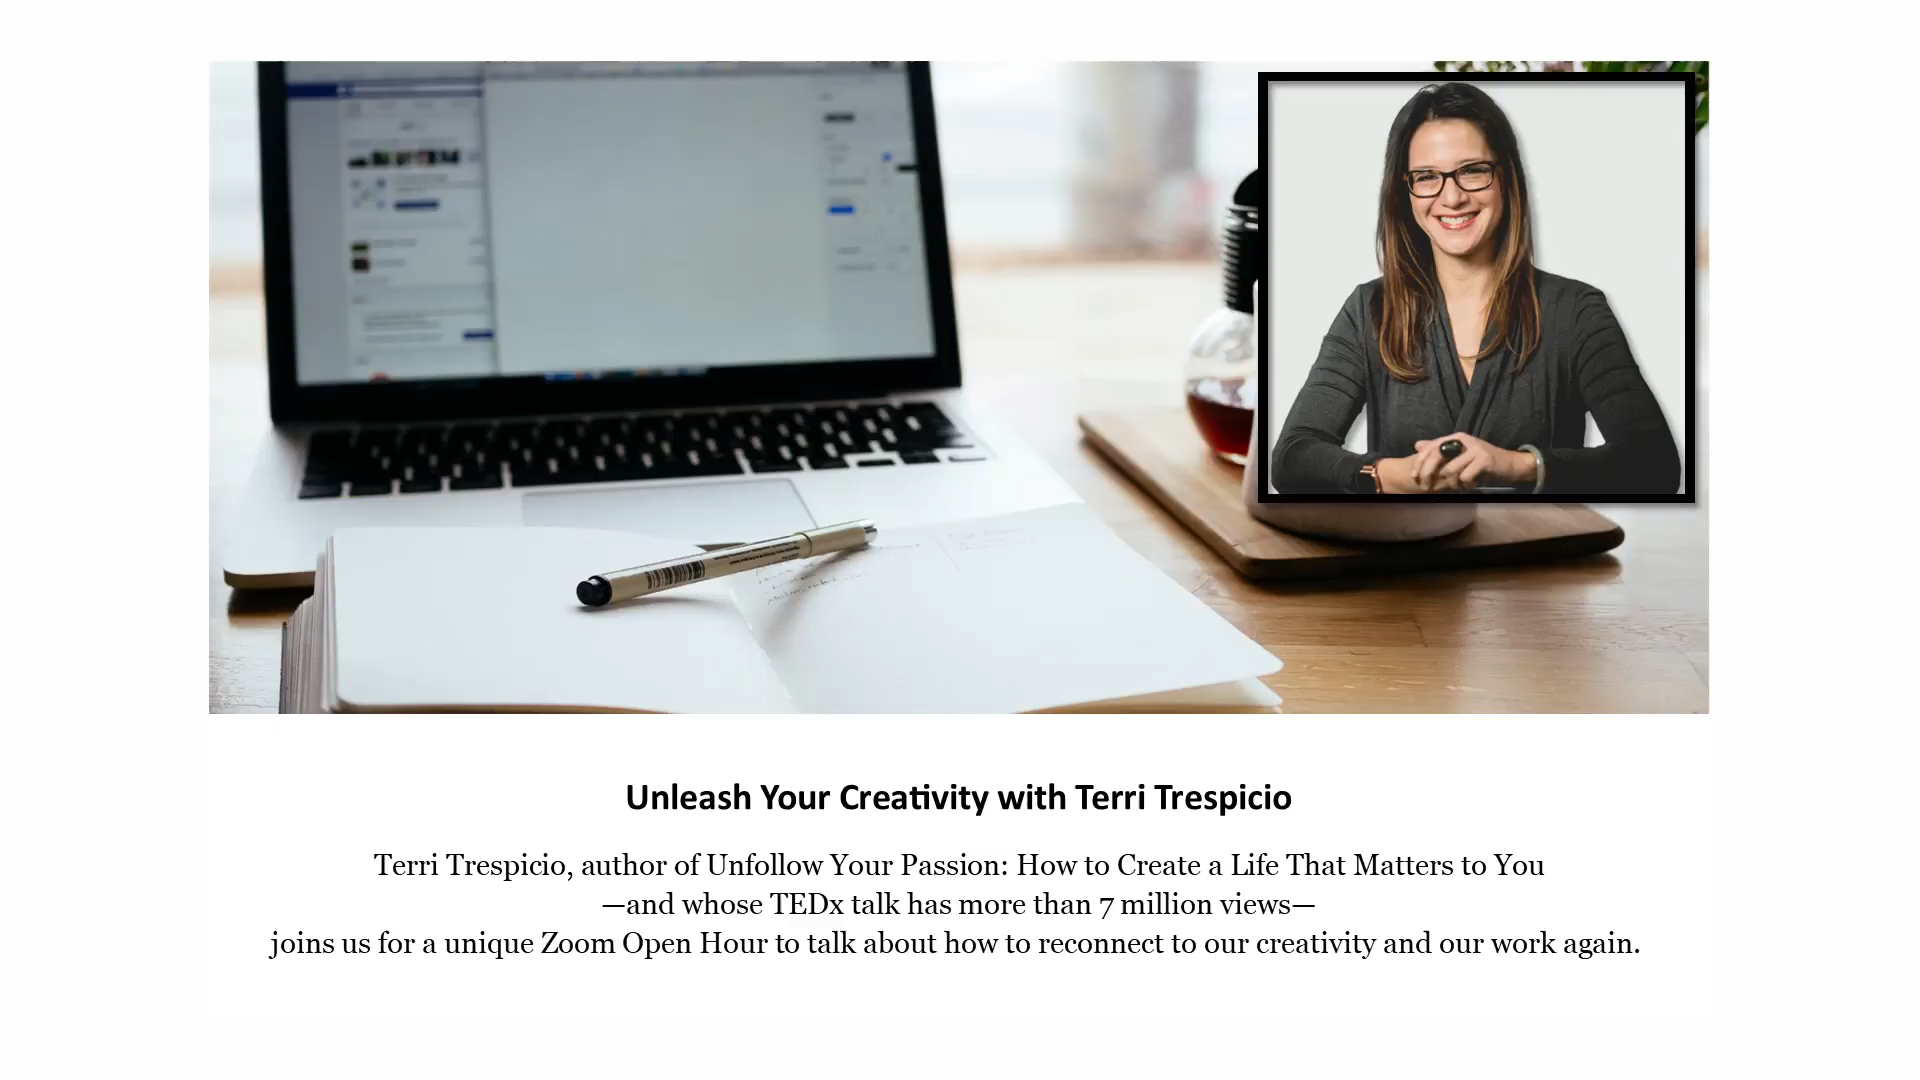 Unleash Your Creativity with Terri Trespicio
Terri Trespicio, author of Unfollow Your Passion: How to Create a Life That Matters to You
—and whose TEDx talk has more than 7 million views—
joins us for a unique Zoom Open Hour to talk about how to reconnect to our creativity and our work again.